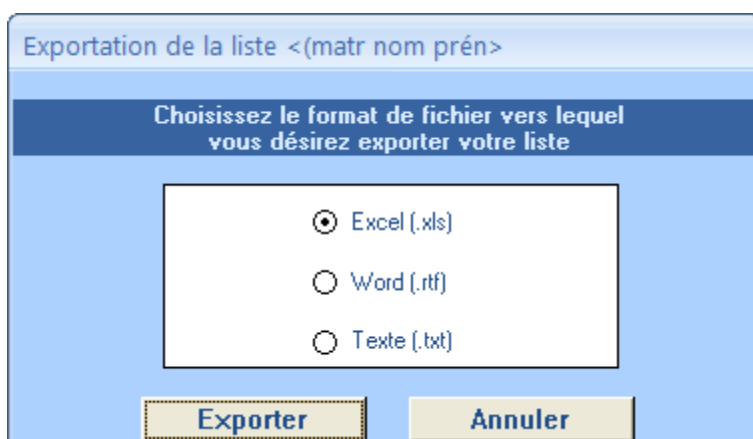 Exportation de la liste <(matr nom prén>
Choisissez le format de fichier vers lequel
vous désirez exporter votre liste
Excel (.xls)
Word (.rtf)
Texte (.txt)
Exporter Annuler